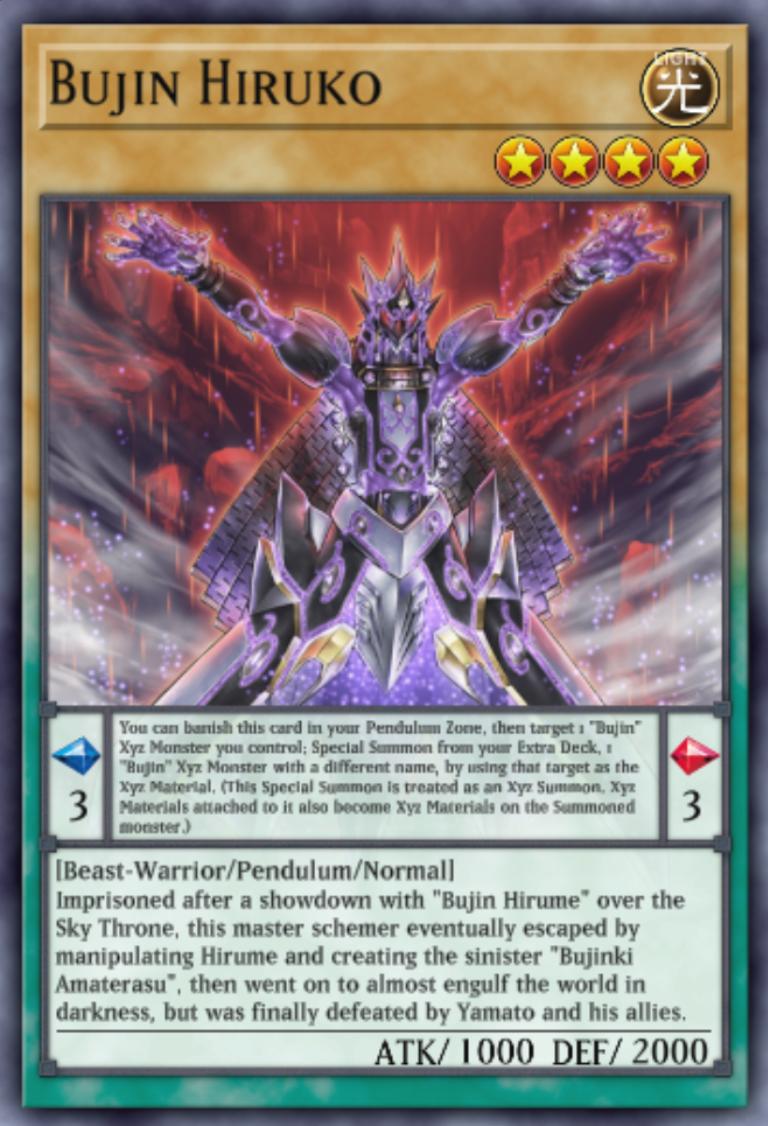 Bujin Hiruko
LIGHT
光
You can banish this card in your Pendulum Zone, then target 1 "Bujin"
Xyz Monster you control; Special Summon from your Extra Deck, 1
"Bujin" Xyz Monster with a different name, by using that target as the
Xyz Material. (This Special Summon is treated as an Xyz Summon. Xyz
Materials attached to it also become Xyz Materials on the Summoned
monster.)
3
3
[Beast-Warrior/Pendulum/Normal]
Imprisoned after a showdown with "Bujin Hirume" over the
Sky Throne, this master schemer eventually escaped by
manipulating Hirume and creating the sinister "Bujinki
Amaterasu", then went on to almost engulf the world in
darkness, but was finally defeated by Yamato and his allies.
ATK/ 1000 DEF/ 2000